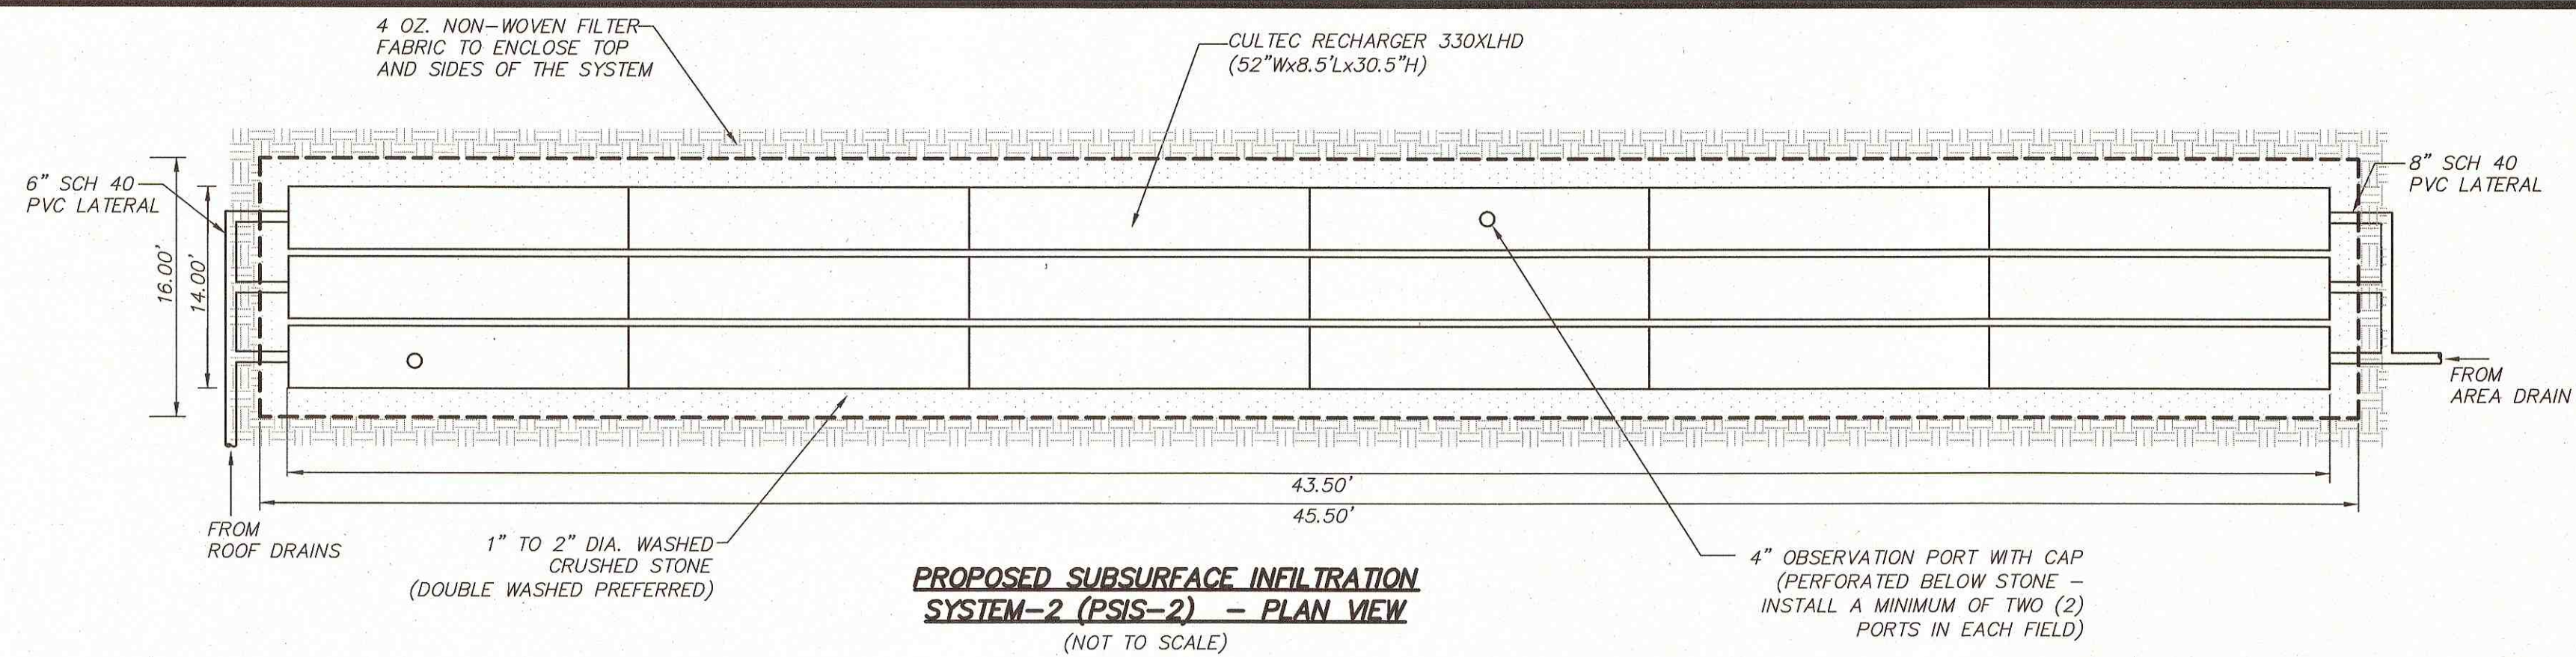 4 OZ. NON-WOVEN FILTER
FABRIC TO ENCLOSE TOP
AND SIDES OF THE SYSTEM
CULTEC RECHARGER 330XLHD
(52"Wx8.5'Lx30.5"H)
6" SCH 40
PVC LATERAL
8" SCH 40
PVC LATERAL
16.00'
14.00'
FROM
AREA DRAIN
43.50'
45.50'
FROM
ROOF DRAINS
1" TO 2" DIA. WASHED
CRUSHED STONE
(DOUBLE WASHED PREFERRED)
4" OBSERVATION PORT WITH CAP
(PERFORATED BELOW STONE -
INSTALL A MINIMUM OF TWO (2)
PORTS IN EACH FIELD)
PROPOSED SUBSURFACE INFILTRATION
SYSTEM-2 (PSIS-2) - PLAN VIEW
(NOT TO SCALE)